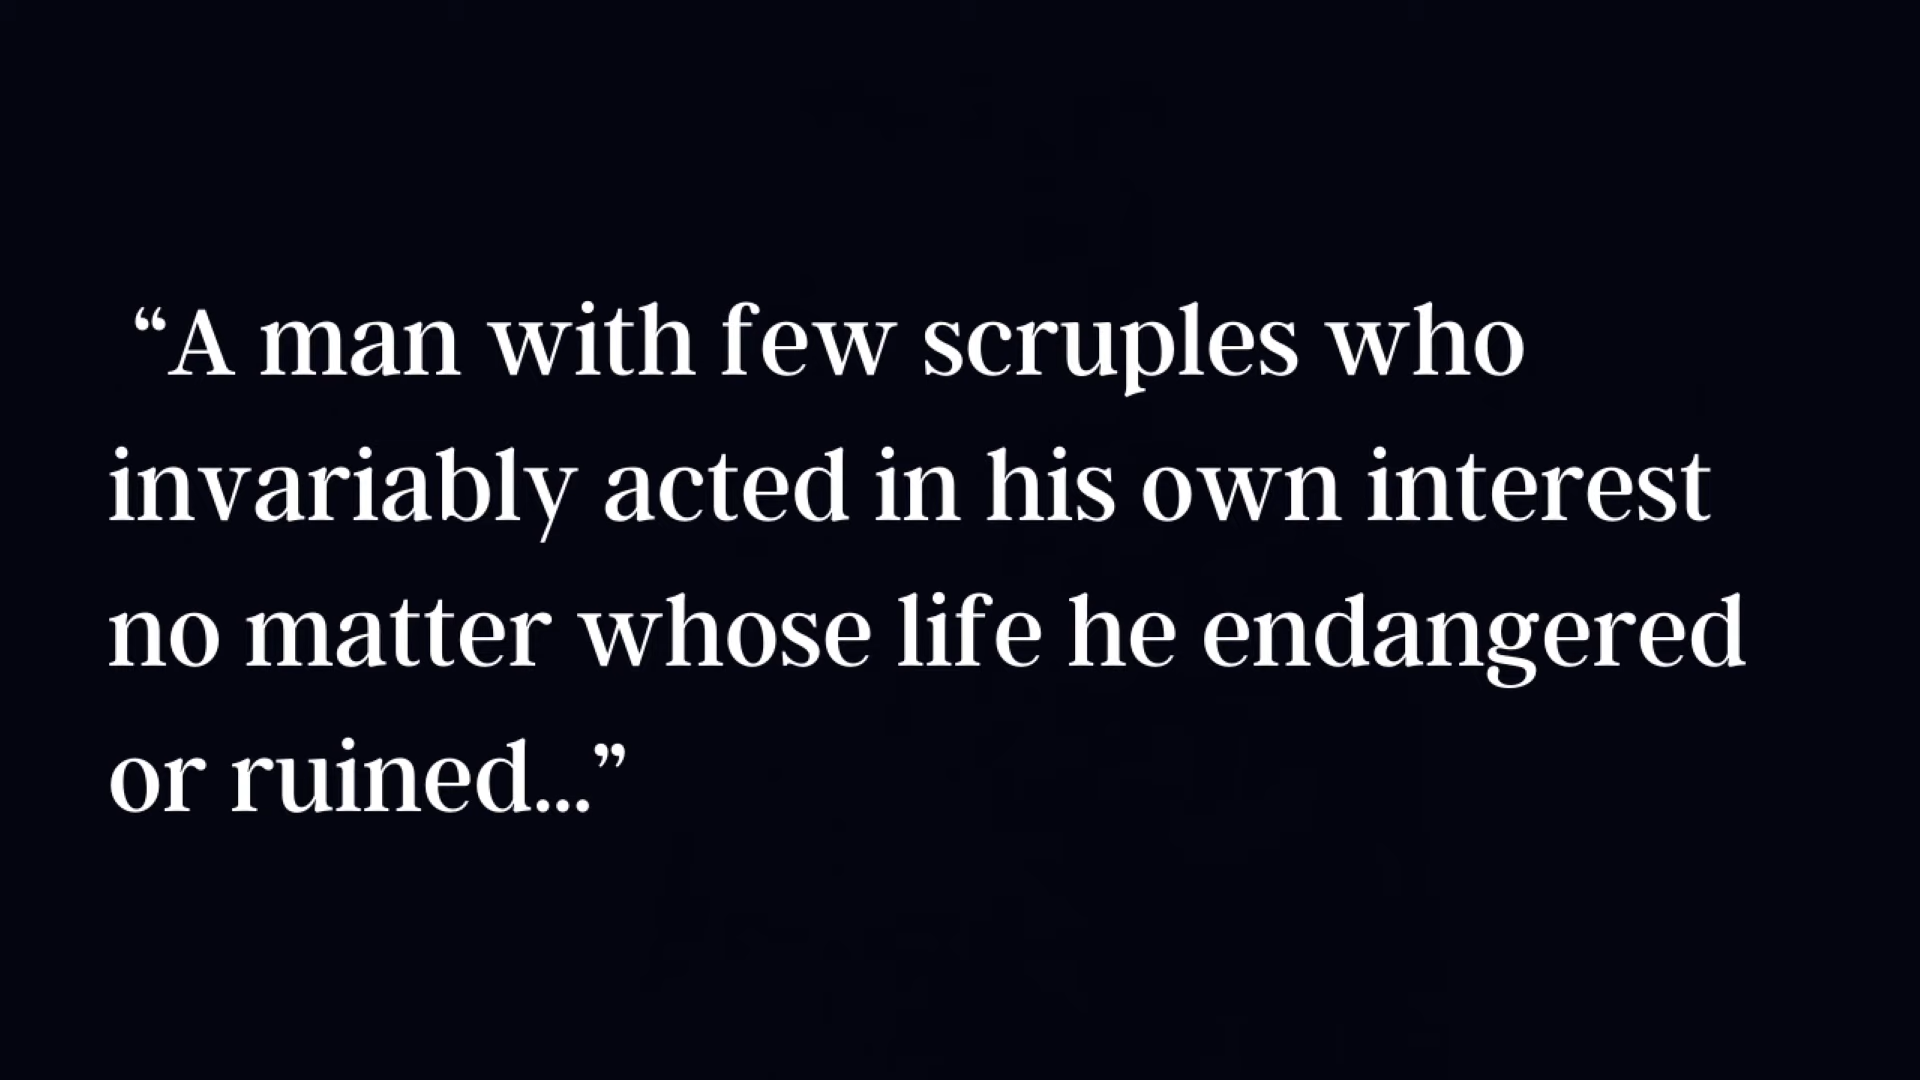 “A man with few scruples who
invariably acted in his own interest
no matter whose life he endangered
or ruined...”